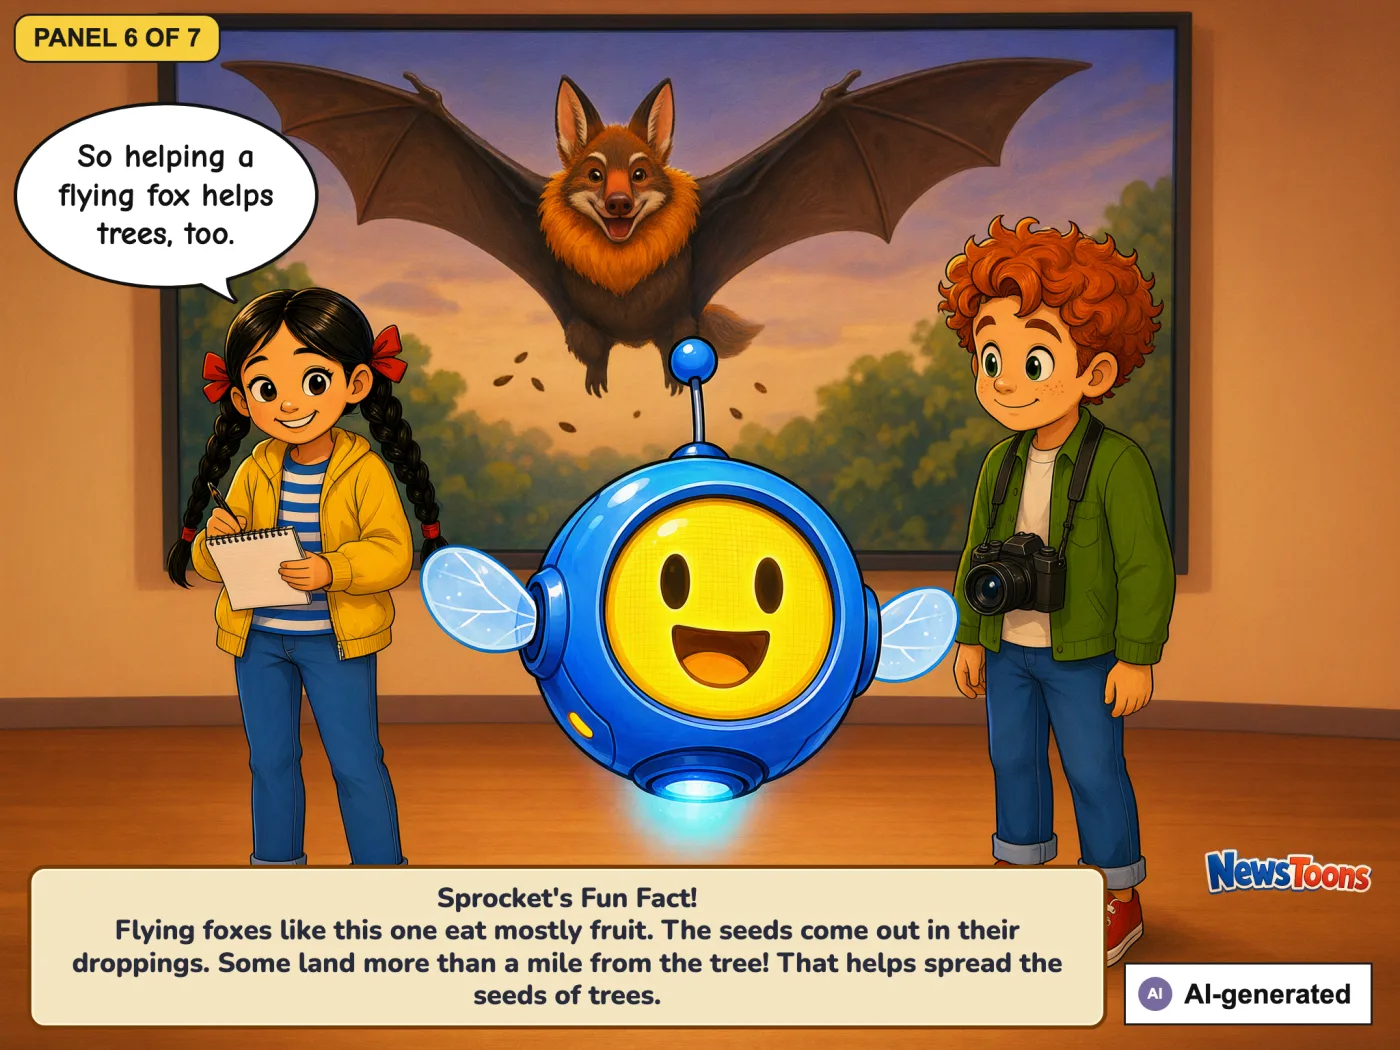 PANEL 6 OF 7
So helping a
flying fox helps
trees, too.
Sprocket's Fun Fact!
Flying foxes like this one eat mostly fruit. The seeds come out in their
droppings. Some land more than a mile from the tree! That helps spread the
seeds of trees.
NewsToons
AI AI-generated